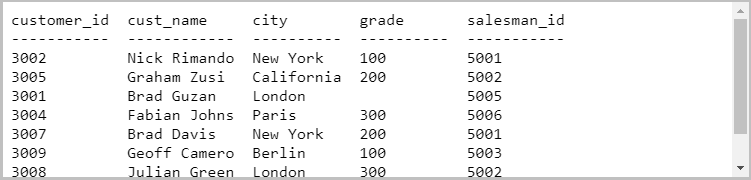 customer_id  cust_name     city        grade       salesman_id
-----------  ------------  ----------  ----------  -----------
3002         Nick Rimando  New York    100         5001
3005         Graham Zusi   California  200         5002
3001         Brad Guzan    London                  5005
3004         Fabian Johns  Paris       300         5006
3007         Brad Davis    New York    200         5001
3009         Geoff Camero  Berlin      100         5003
3008         Julian Green  London      300         5002